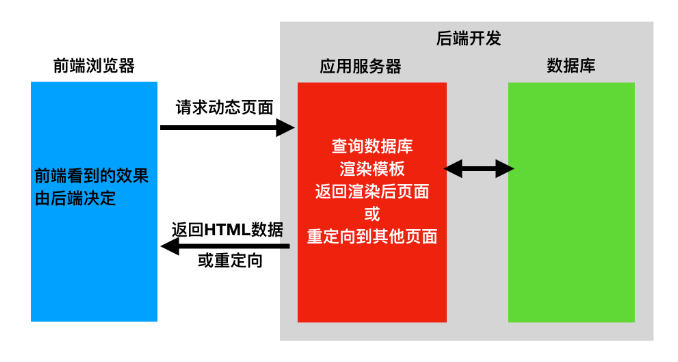 后端开发
前端浏览器
应用服务器
数据库
请求动态页面
前端看到的效果
由后端决定
查询数据库
渲染模板
返回渲染后页面
或
重定向到其他页面
返回HTML数据
或重定向